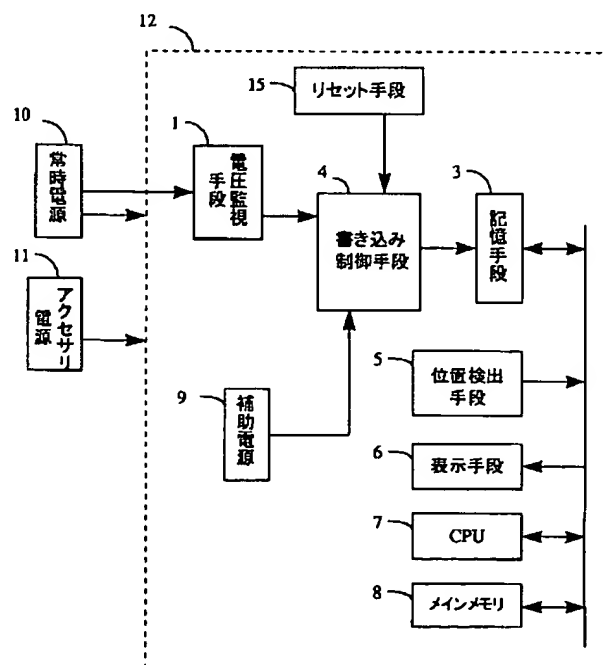 12
15
リセット手段
10
常時電源
1
電圧監視
手段
4
書き込み
制御手段
3
記憶手段
11
アクセサリ
電源
5
位置検出
手段
9
補助電源
6
表示手段
7
CPU
8
メインメモリ